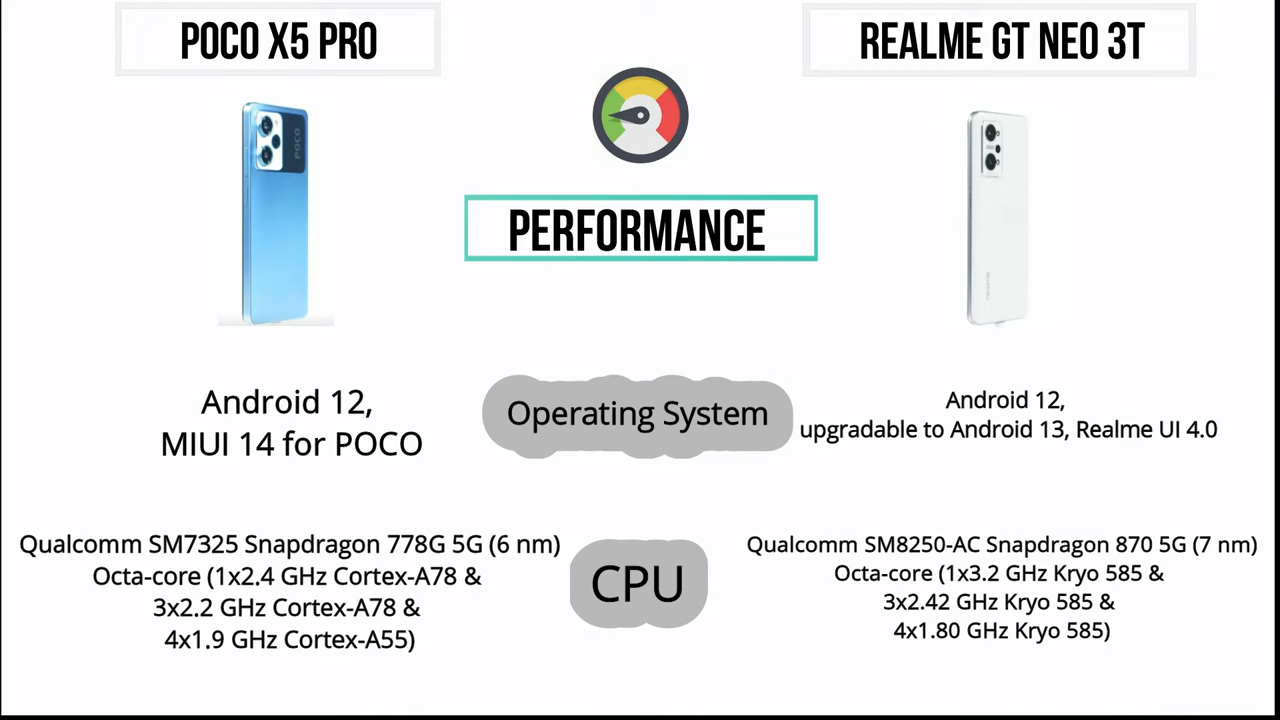 POCO X5 PRO
REALME GT NEO 3T
POCO
PERFORMANCE
realme
Android 12,
MIUI 14 for POCO
Operating System
Android 12,
upgradable to Android 13, Realme UI 4.0
Qualcomm SM7325 Snapdragon 778G 5G (6 nm)
Octa-core (1x2.4 GHz Cortex-A78 &
3x2.2 GHz Cortex-A78 &
4x1.9 GHz Cortex-A55)
CPU
Qualcomm SM8250-AC Snapdragon 870 5G (7 nm)
Octa-core (1x3.2 GHz Kryo 585 &
3x2.42 GHz Kryo 585 &
4x1.80 GHz Kryo 585)